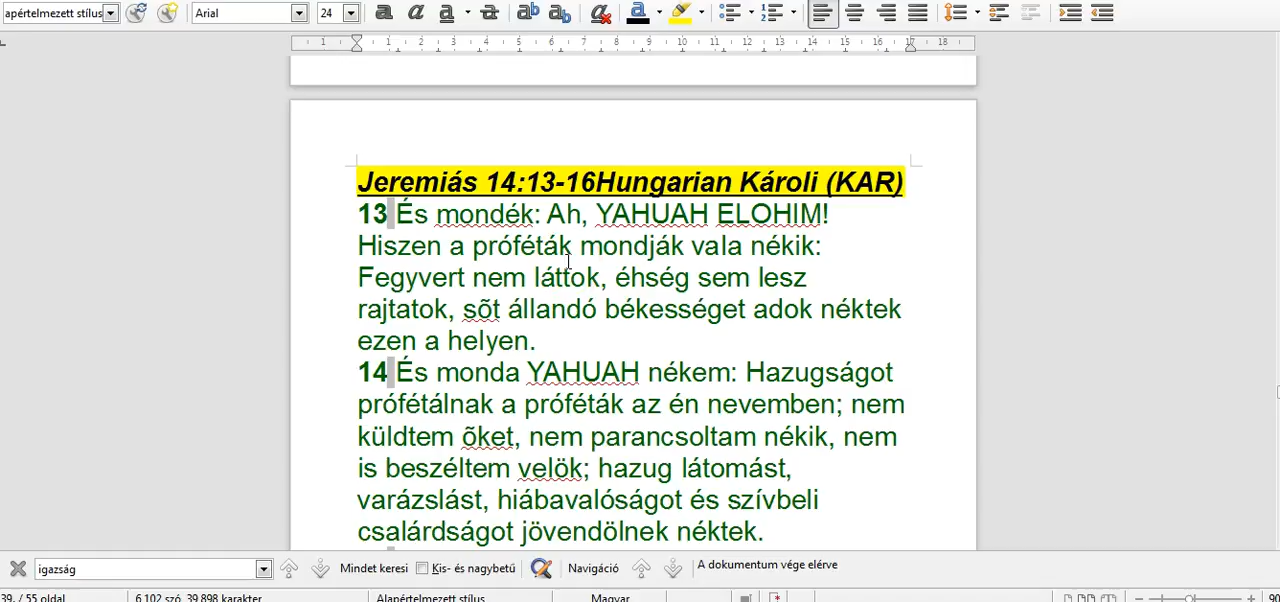 apértelmezett stílus Arial 24
1 1 2 3 4 5 6 7 8 9 10 11 12 13 14 15 16 17 18
Jeremiás 14:13-16Hungarian Károli (KAR)
13 És mondék: Ah, YAHUAH ELOHIM!
Hiszen a próféták mondják vala nékik:
Fegyvert nem láttok, éhség sem lesz
rajtatok, sõt állandó békességet adok néktek
ezen a helyen.
14 És monda YAHUAH nékem: Hazugságot
prófétálnak a próféták az én nevemben; nem
küldtem õket, nem parancsoltam nékik, nem
is beszéltem velök; hazug látomást,
varázslást, hiábavalóságot és szívbeli
csalárdságot jövendölnek néktek.
igazság Mindet keresi Kis- és nagybetű Navigáció A dokumentum vége elérve
39. / 55 oldal 6 102 szó, 39 898 karakter Alapértelmezett stílus Magyar 90